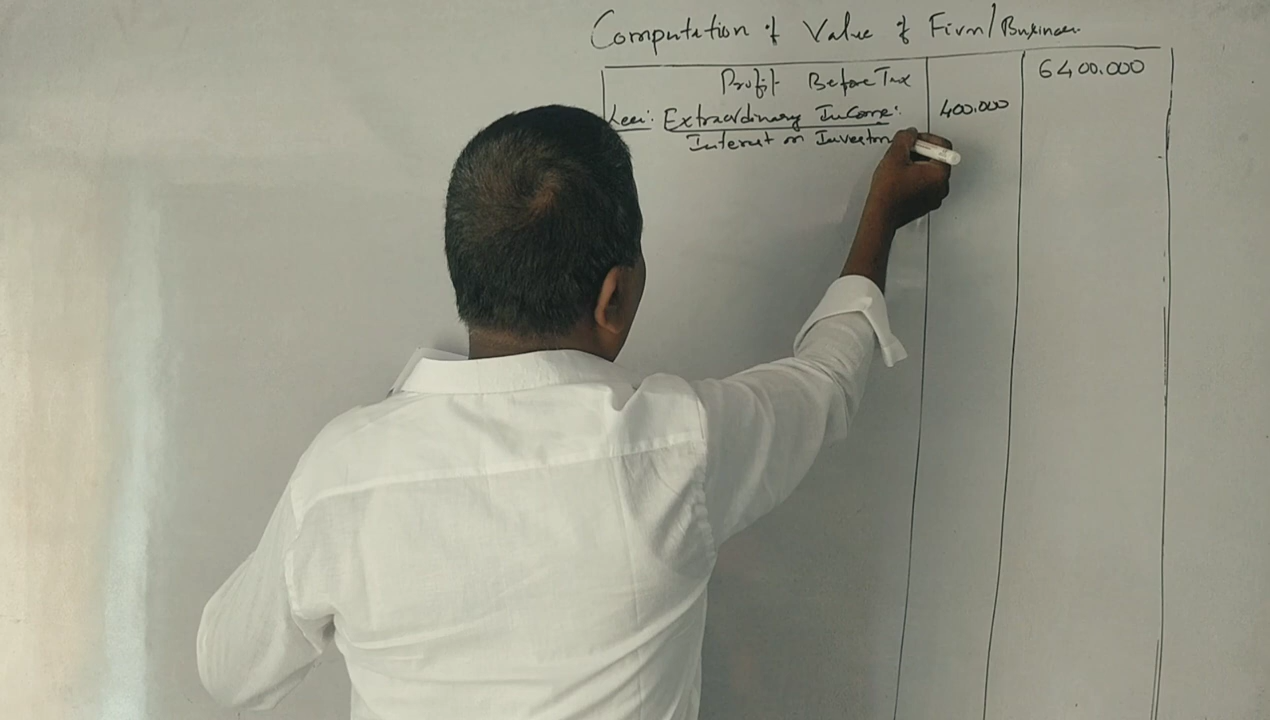 Computation of Value of Firm/Business
Profit Before Tax 6400.000
Less: Extraordinary Income: 400.000
Interest on Investm